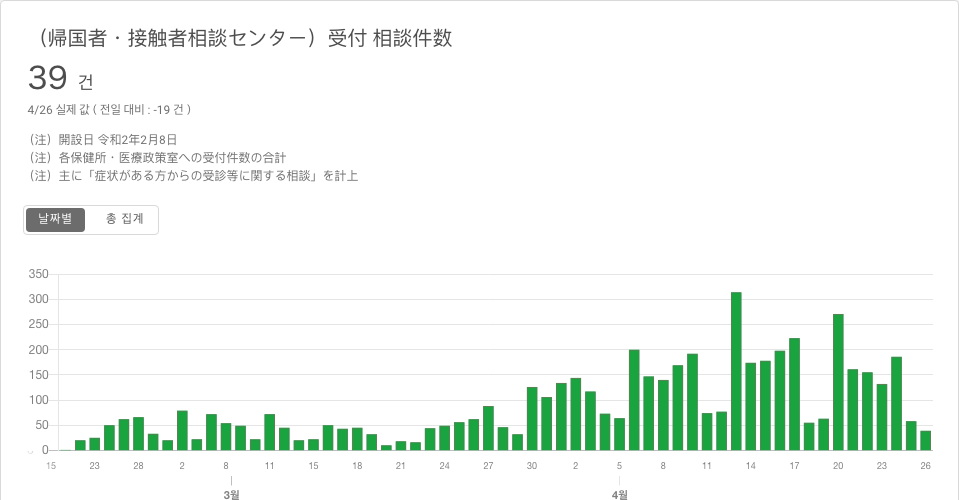 （帰国者・接触者相談センター）受付 相談件数
39 건
4/26 실제 값 ( 전일 대비 : -19 건 )
（注）開設日 令和2年2月8日
（注）各保健所・医療政策室への受付件数の合計
（注）主に「症状がある方からの受診等に関する相談」を計上
날짜별 총 집계
350
300
250
200
150
100
50
0
15 23 28 2 8 11 15 18 21 24 27 30 2 5 8 11 14 17 20 23 26
3월 4월